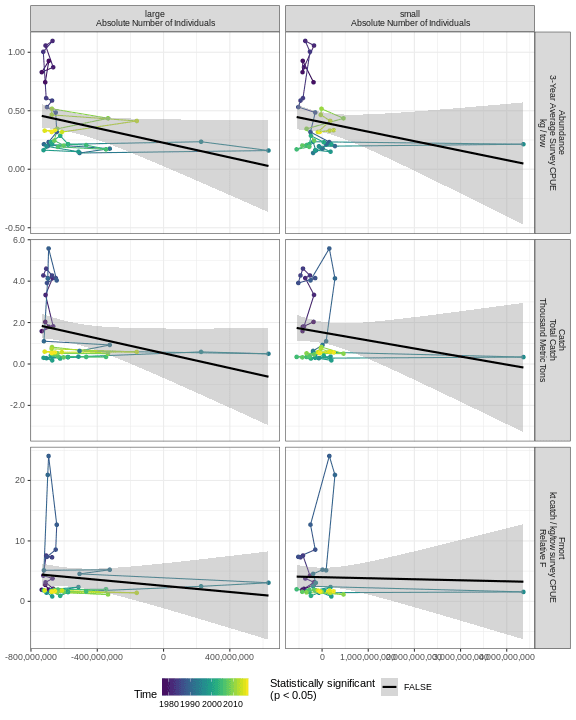 large
Absolute Number of Individuals
small
Absolute Number of Individuals
1.00
0.50
0.00
-0.50
Abundance
3-Year Average Survey CPUE
kg / tow
6.0
4.0
2.0
0.0
-2.0
Catch
Total Catch
Thousand Metric Tons
20
10
0
Fmort
kt catch / kg/tow survey CPUE
Relative F
-800,000,000
-400,000,000
0
400,000,000
0
1,000,000,000
2,000,000,000
3,000,000,000
4,000,000,000
Time
1980 1990 2000 2010
Statistically significant
(p < 0.05)
FALSE